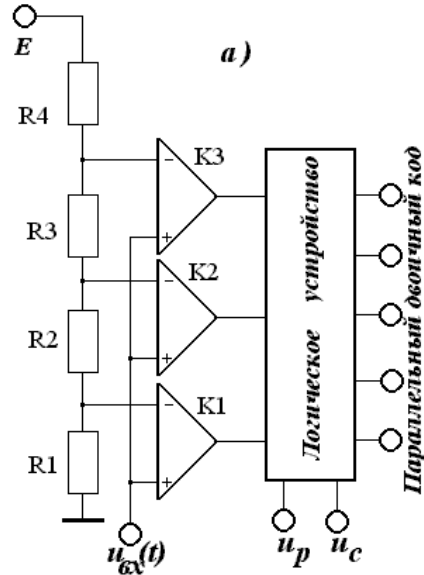 E
а)
R4
K3
R3
K2
R2
K1
R1
Логическое устройство
Параллельный двоичный код
uвх(t)
up
uc